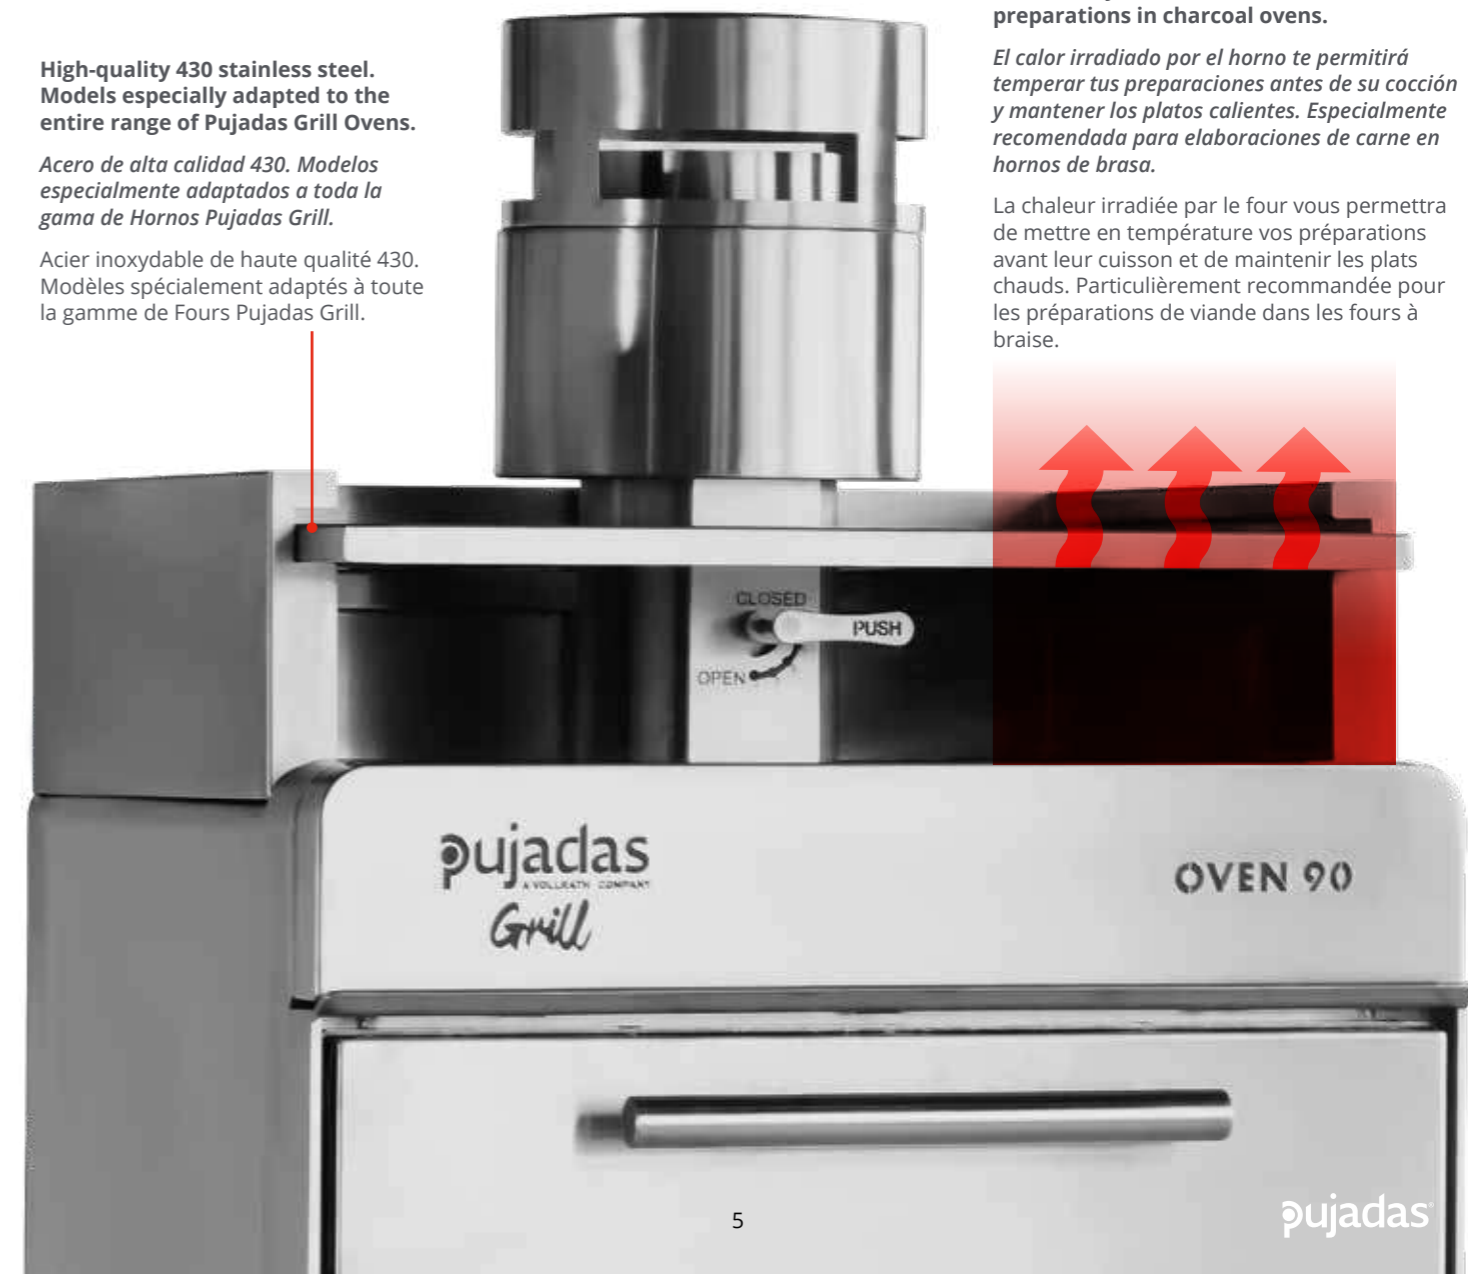 High-quality 430 stainless steel.
Models especially adapted to the
entire range of Pujadas Grill Ovens.
Acero de alta calidad 430. Modelos
especialmente adaptados a toda la
gama de Hornos Pujadas Grill.
Acier inoxydable de haute qualité 430.
Modèles spécialement adaptés à toute
la gamme de Fours Pujadas Grill.
preparations in charcoal ovens.
El calor irradiado por el horno te permitirá
temperar tus preparaciones antes de su cocción
y mantener los platos calientes. Especialmente
recomendada para elaboraciones de carne en
hornos de brasa.
La chaleur irradiée par le four vous permettra
de mettre en température vos préparations
avant leur cuisson et de maintenir les plats
chauds. Particulièrement recommandée pour
les préparations de viande dans les fours à
braise.
CLOSED
PUSH
OPEN
pujadas
A VOLLRATH COMPANY
Grill
OVEN 90
5
pujadas